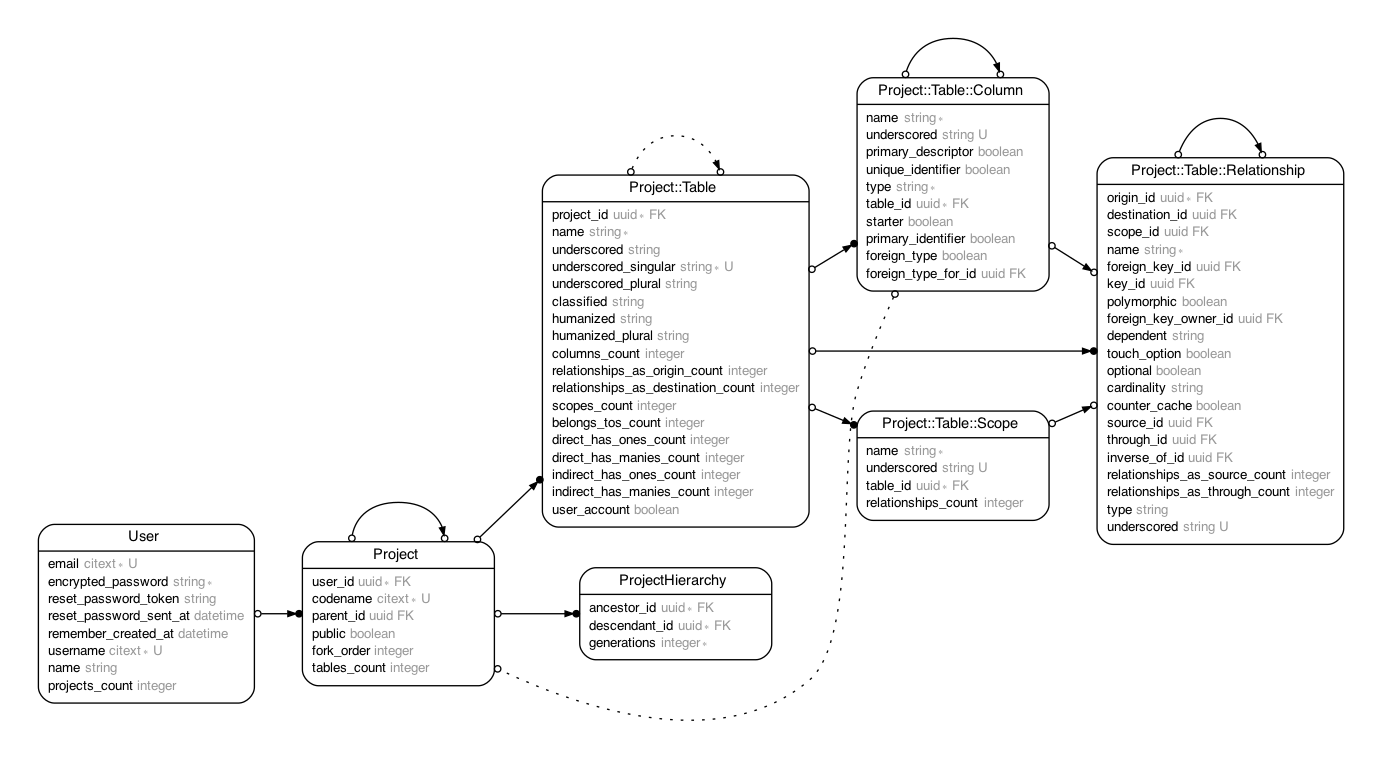 Project::Table::Column
name string∗
underscored string U
primary_descriptor boolean
unique_identifier boolean
type string∗
table_id uuid∗ FK
starter boolean
primary_identifier boolean
foreign_type boolean
foreign_type_for_id uuid FK
Project::Table::Relationship
origin_id uuid∗ FK
destination_id uuid FK
scope_id uuid FK
name string∗
foreign_key_id uuid FK
key_id uuid FK
polymorphic boolean
foreign_key_owner_id uuid FK
dependent string
touch_option boolean
optional boolean
cardinality string
counter_cache boolean
source_id uuid FK
through_id uuid FK
inverse_of_id uuid FK
relationships_as_source_count integer
relationships_as_through_count integer
type string
underscored string U
Project::Table
project_id uuid∗ FK
name string∗
underscored string
underscored_singular string∗ U
underscored_plural string
classified string
humanized string
humanized_plural string
columns_count integer
relationships_as_origin_count integer
relationships_as_destination_count integer
scopes_count integer
belongs_tos_count integer
direct_has_ones_count integer
direct_has_manies_count integer
indirect_has_ones_count integer
indirect_has_manies_count integer
user_account boolean
Project::Table::Scope
name string∗
underscored string U
table_id uuid∗ FK
relationships_count integer
User
email citext∗ U
encrypted_password string∗
reset_password_token string
reset_password_sent_at datetime
remember_created_at datetime
username citext∗ U
name string
projects_count integer
Project
user_id uuid∗ FK
codename citext∗ U
parent_id uuid FK
public boolean
fork_order integer
tables_count integer
ProjectHierarchy
ancestor_id uuid∗ FK
descendant_id uuid∗ FK
generations integer∗